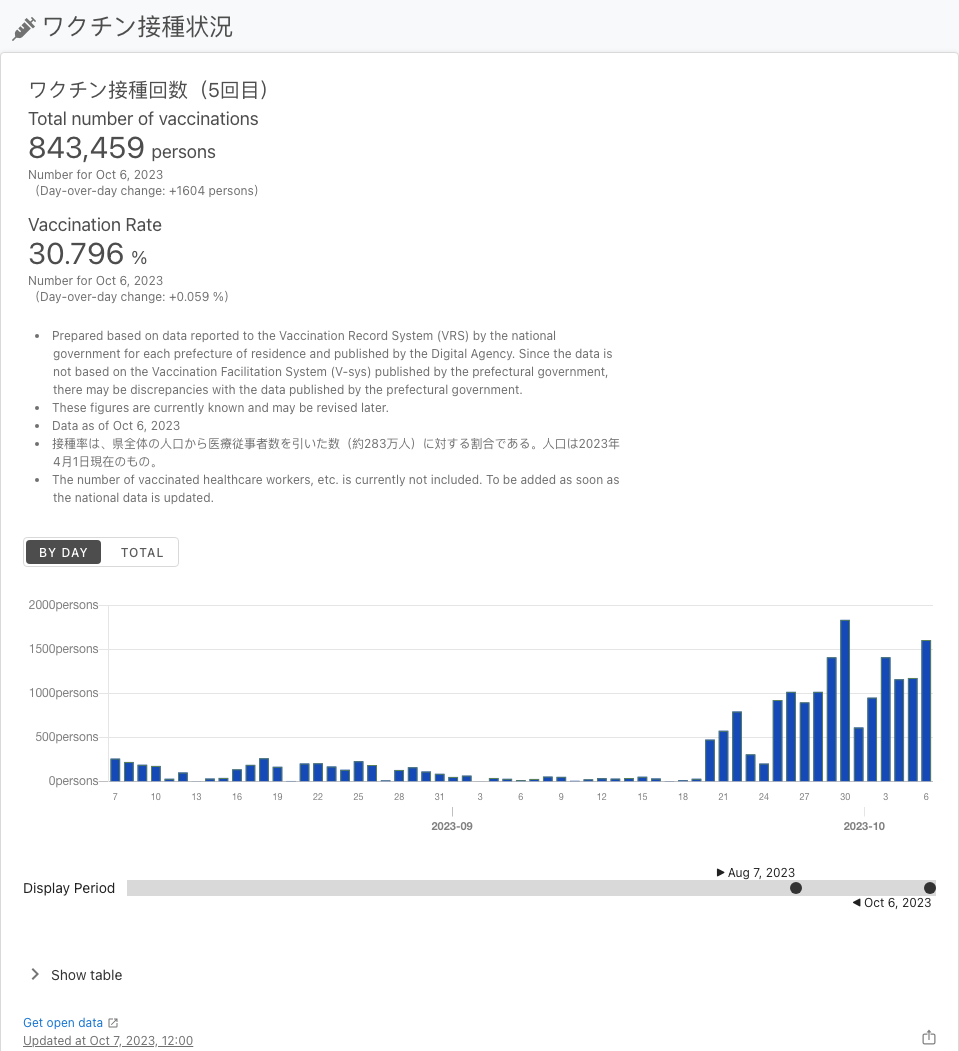 ワクチン接種状況
ワクチン接種回数（5回目）
Total number of vaccinations
843,459 persons
Number for Oct 6, 2023
（Day-over-day change: +1604 persons）
Vaccination Rate
30.796 %
Number for Oct 6, 2023
（Day-over-day change: +0.059 %）
• Prepared based on data reported to the Vaccination Record System (VRS) by the national
government for each prefecture of residence and published by the Digital Agency. Since the data is
not based on the Vaccination Facilitation System (V-sys) published by the prefectural government,
there may be discrepancies with the data published by the prefectural government.
• These figures are currently known and may be revised later.
• Data as of Oct 6, 2023
• 接種率は、県全体の人口から医療従事者数を引いた数（約283万人）に対する割合である。人口は2023年
4月1日現在のもの。
• The number of vaccinated healthcare workers, etc. is currently not included. To be added as soon as
the national data is updated.
BY DAY TOTAL
2000persons
1500persons
1000persons
500persons
0persons
7 10 13 16 19 22 25 28 31 3 6 9 12 15 18 21 24 27 30 3 6
2023-09 2023-10
Aug 7, 2023
Display Period
Oct 6, 2023
Show table
Get open data
Updated at Oct 7, 2023, 12:00